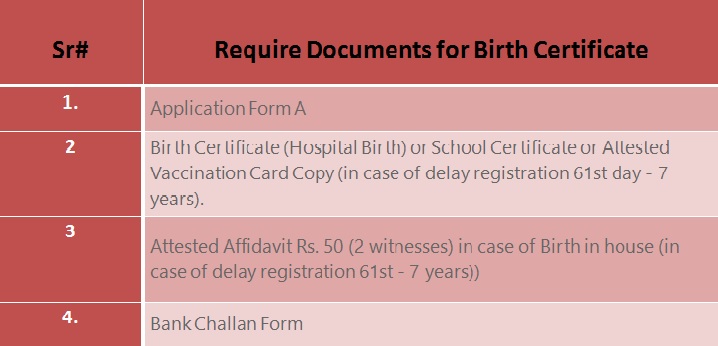 Sr# Require Documents for Birth Certificate
1. Application Form A
2 Birth Certificate (Hospital Birth) or School Certificate or Attested
Vaccination Card Copy (in case of delay registration 61st day - 7
years).
3 Attested Affidavit Rs. 50 (2 witnesses) in case of Birth in house (in
case of delay registration 61st - 7 years))
4. Bank Challan Form